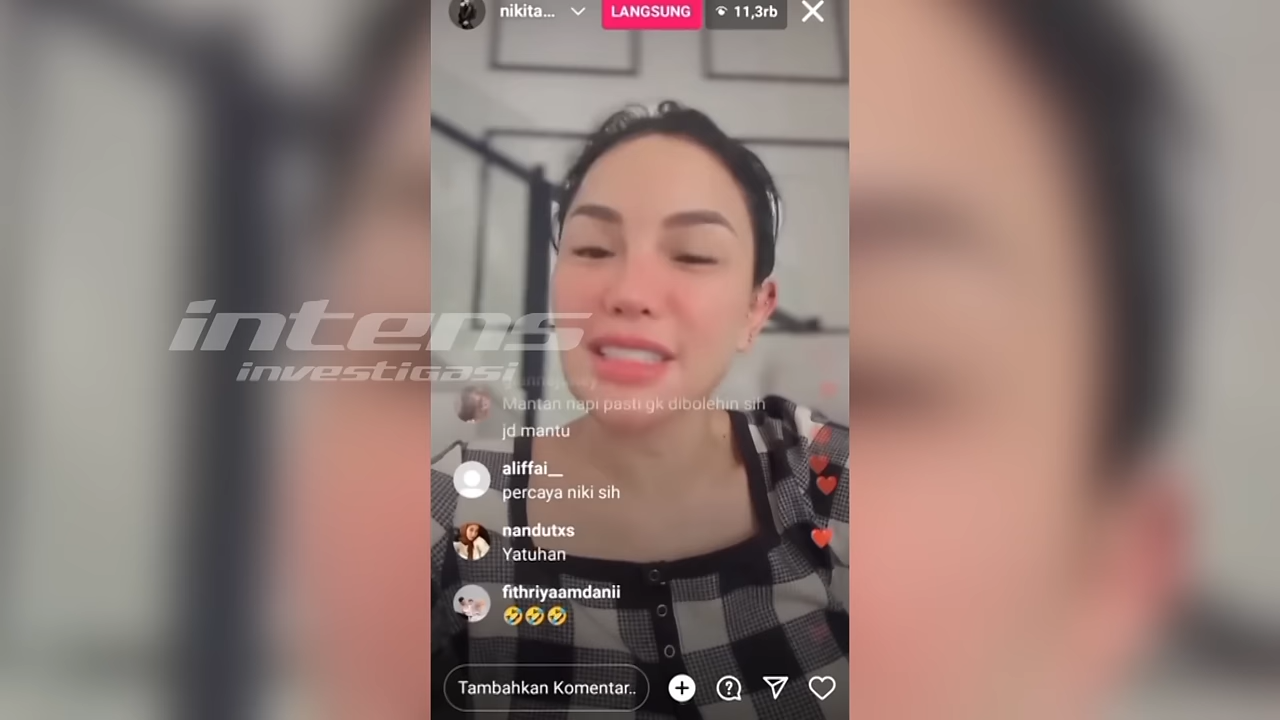 nikita...
LANGSUNG
11,3rb
intens
investigasi
Mantan napi pasti gk dibolehin sih
jd mantu
aliffai__
percaya niki sih
nandutxs
Yatuhan
fithriyaamdanii
🤣🤣🤣
Tambahkan Komentar..